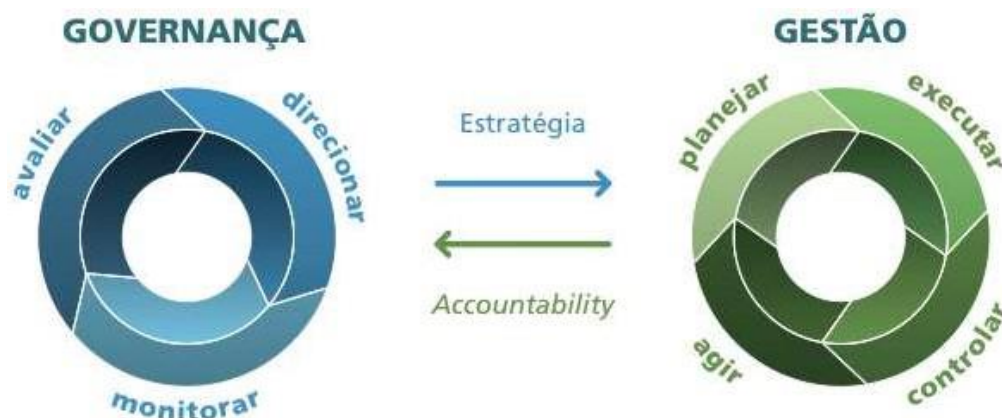 GOVERNANÇA
avaliar
direcionar
monitorar
Estratégia
Accountability
GESTÃO
planejar
executar
controlar
agir